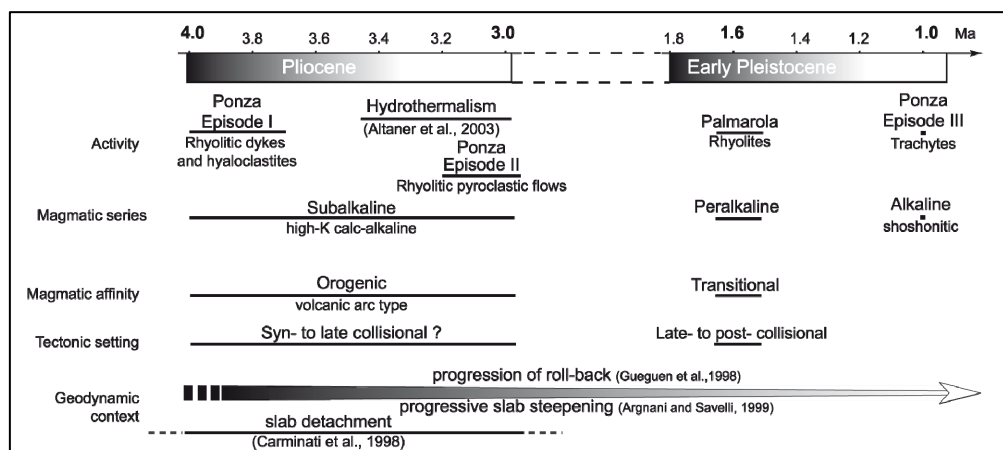 4.0 3.8 3.6 3.4 3.2 3.0 1.8 1.6 1.4 1.2 1.0 Ma
Pliocene Early Pleistocene
Activity
Ponza
Episode I
Rhyolitic dykes
and hyaloclastites
Hydrothermalism
(Altaner et al., 2003)
Ponza
Episode II
Rhyolitic pyroclastic flows
Palmarola
Rhyolites
Ponza
Episode III
Trachytes
Magmatic series
Subalkaline
high-K calc-alkaline
Peralkaline
Alkaline
shoshonitic
Magmatic affinity
Orogenic
volcanic arc type
Transitional
Tectonic setting
Syn- to late collisional ?
Late- to post- collisional
Geodynamic
context
progression of roll-back (Gueguen et al.,1998)
progressive slab steepening (Argnani and Savelli, 1999)
slab detachment
(Carminati et al., 1998)